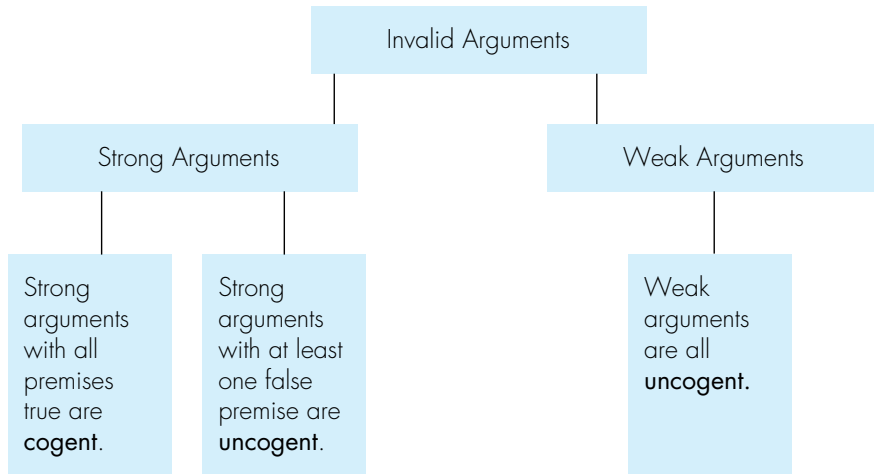 Invalid Arguments
Strong Arguments
Weak Arguments
Strong
arguments
with all
premises
true are
cogent.
Strong
arguments
with at least
one false
premise are
uncogent.
Weak
arguments
are all
uncogent.